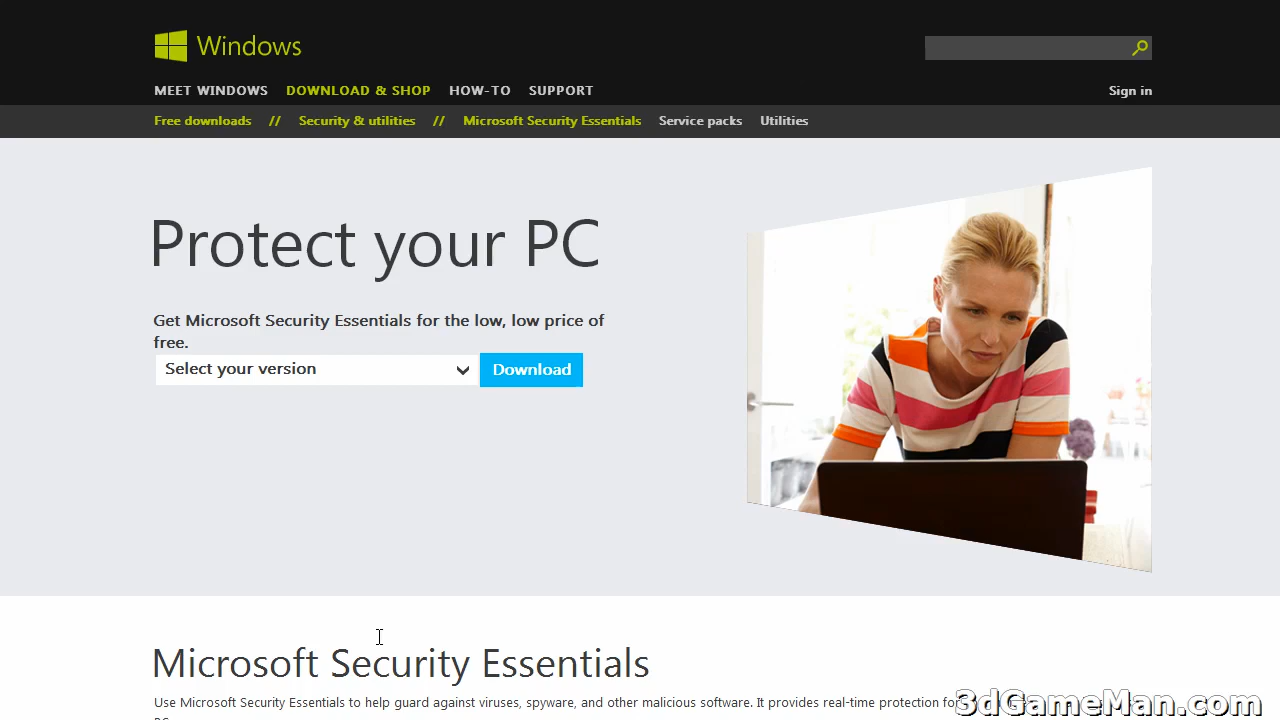 Windows
MEET WINDOWS DOWNLOAD & SHOP HOW-TO SUPPORT Sign in
Free downloads // Security & utilities // Microsoft Security Essentials Service packs Utilities
Protect your PC
Get Microsoft Security Essentials for the low, low price of
free.
Select your version Download
Microsoft Security Essentials
Use Microsoft Security Essentials to help guard against viruses, spyware, and other malicious software. It provides real-time protection for
3dGameMan.com